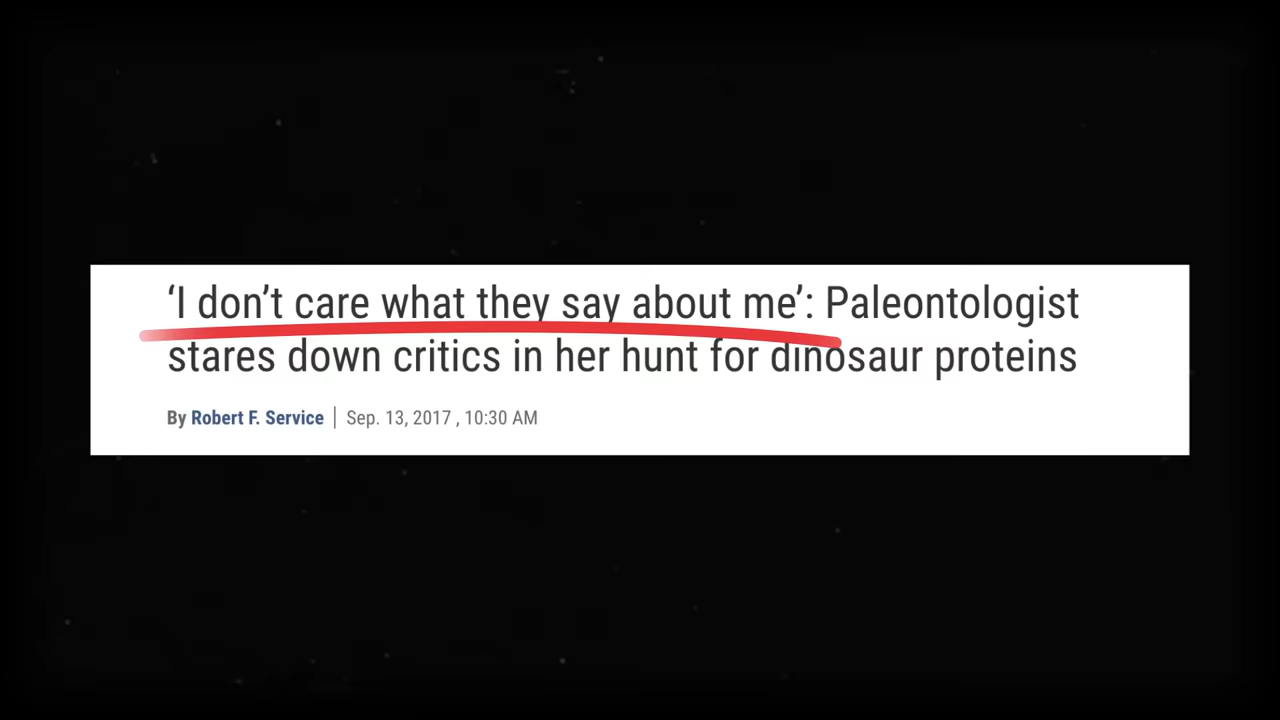 ‘I don’t care what they say about me’: Paleontologist
stares down critics in her hunt for dinosaur proteins
By Robert F. Service | Sep. 13, 2017 , 10:30 AM